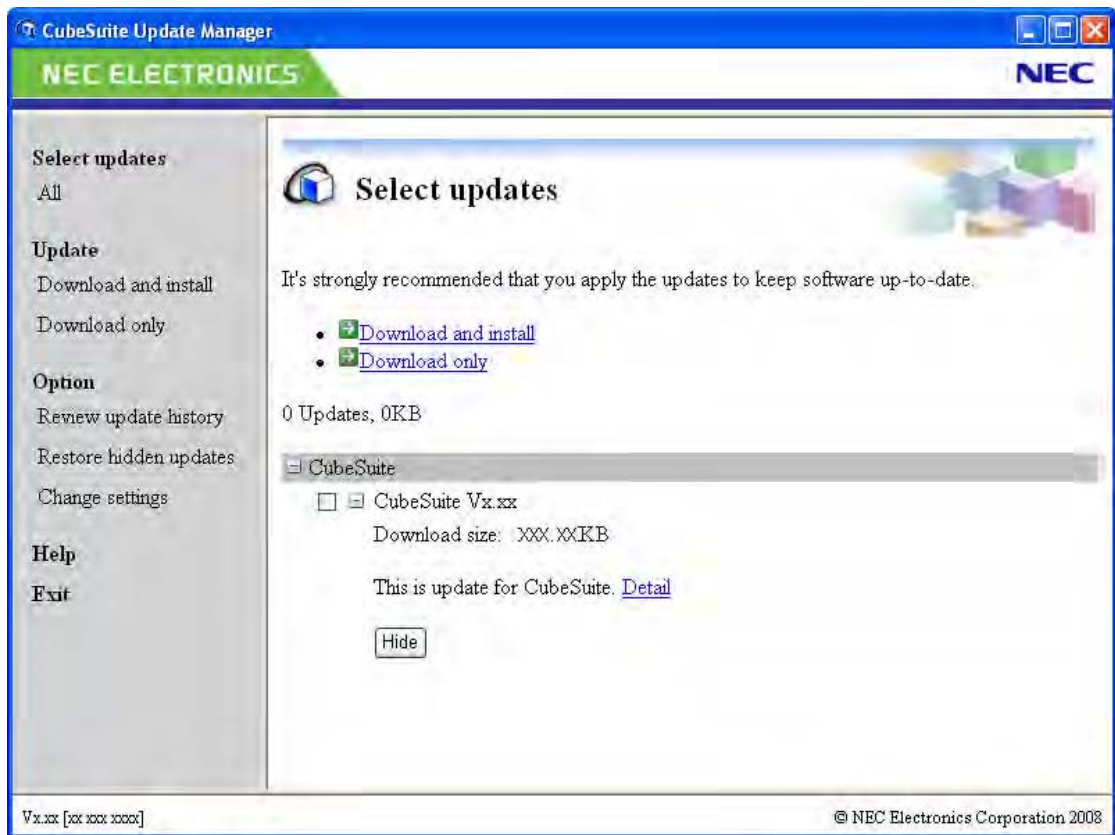 CubeSuite Update Manager
NEC ELECTRONICS
NEC
Select updates
All
Update
Download and install
Download only
Option
Review update history
Restore hidden updates
Change settings
Help
Exit
Select updates
It's strongly recommended that you apply the updates to keep software up-to-date.
Download and install
Download only
0 Updates, 0KB
CubeSuite
CubeSuite Vx.xx
Download size: XXX.XXKB
This is update for CubeSuite. Detail
Hide
Vx.xx [xx xxx xxxx]
© NEC Electronics Corporation 2008